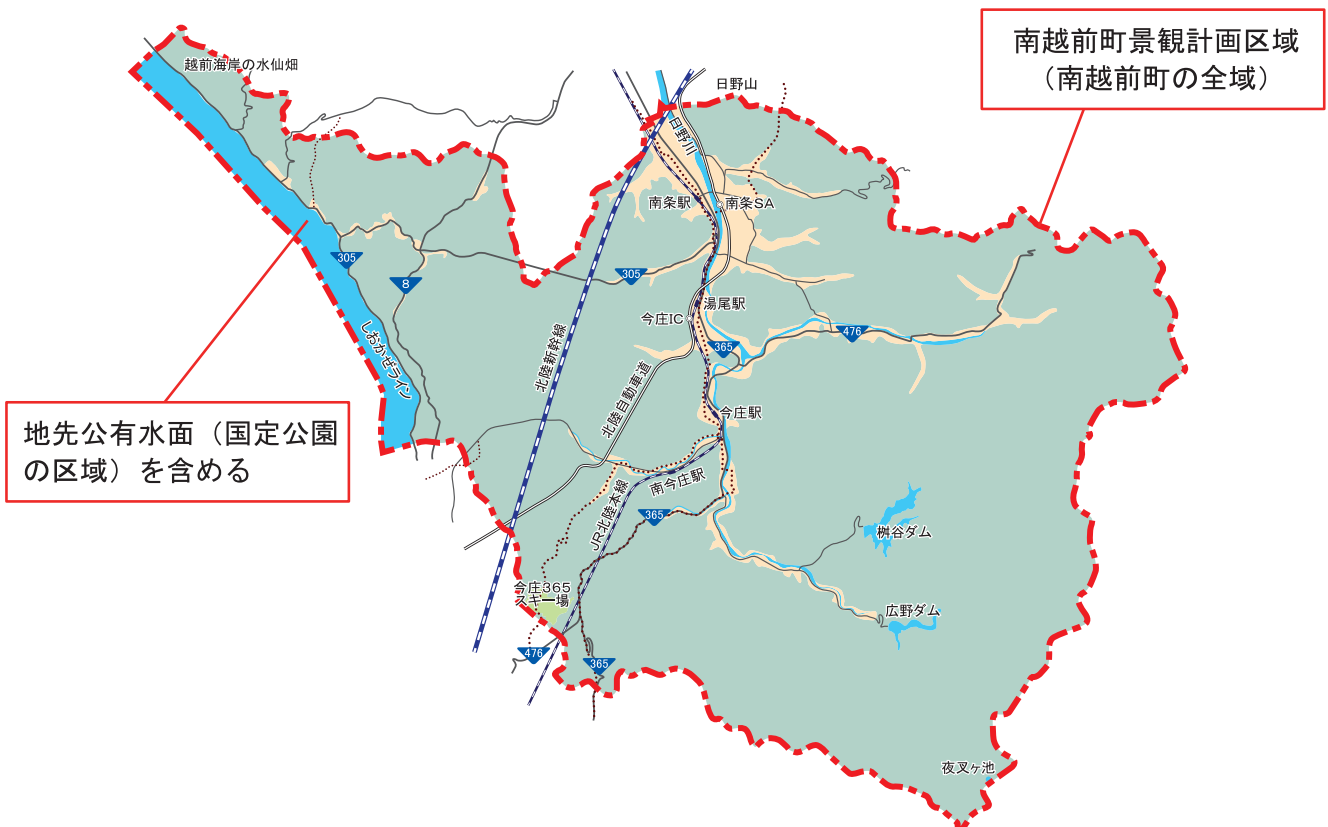 南越前町景観計画区域
（南越前町の全域）
越前海岸の水仙畑
日野山
日野川
南条駅
南条SA
305
8
305
湯尾駅
今庄IC
476
365
しおかぜライン
北陸新幹線
北陸自動車道
今庄駅
地先公有水面（国定公園
の区域）を含める
南今庄駅
JR北陸本線
365
桝谷ダム
今庄365
スキー場
広野ダム
476
365
夜叉ヶ池